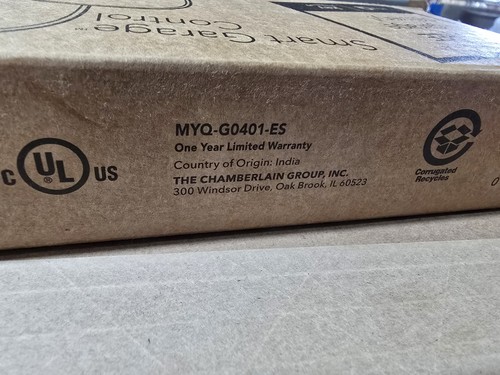 Smart Garage
Control™
C UL® US
MYQ-G0401-ES
One Year Limited Warranty
Country of Origin: India
THE CHAMBERLAIN GROUP, INC.
300 Windsor Drive, Oak Brook, IL 60523
Corrugated
Recycles